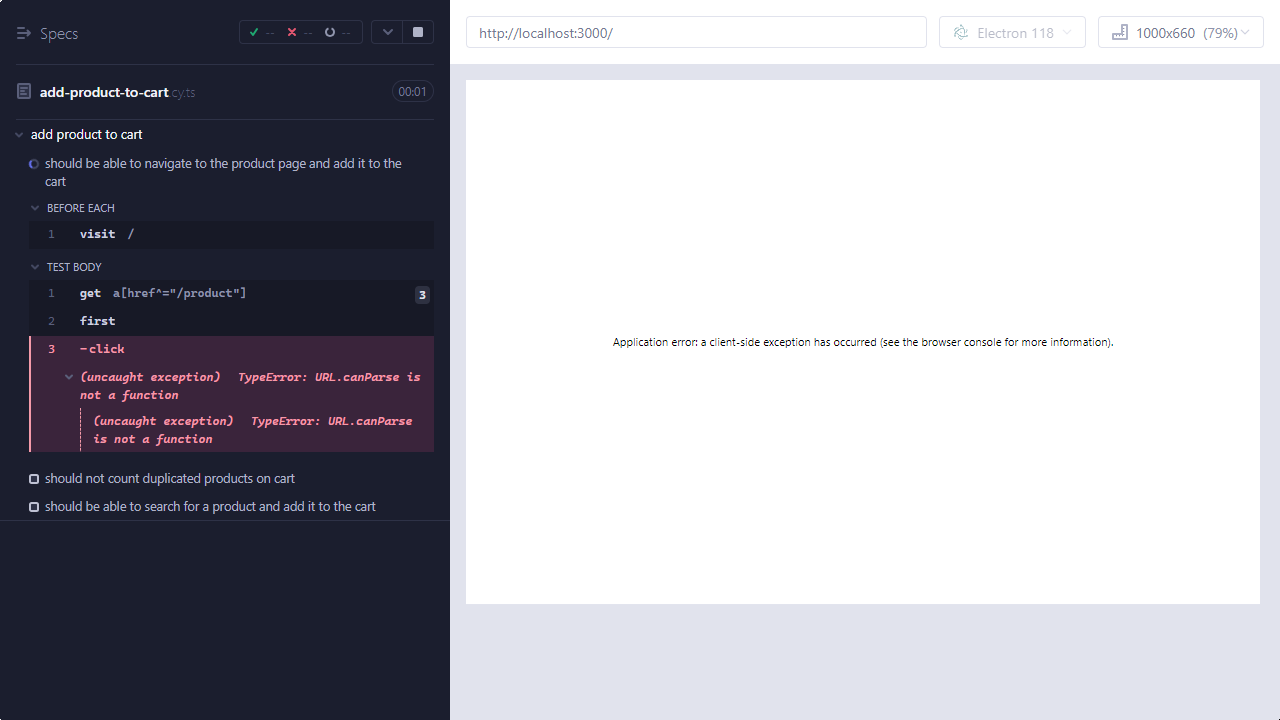 Specs
--
--
--
add-product-to-cart.cy.ts
00:01
add product to cart
should be able to navigate to the product page and add it to the
cart
BEFORE EACH
1 visit /
TEST BODY
1 get a[href^="/product"] 3
2 first
3 -click
(uncaught exception) TypeError: URL.canParse is
not a function
(uncaught exception) TypeError: URL.canParse
is not a function
should not count duplicated products on cart
should be able to search for a product and add it to the cart
http://localhost:3000/
Electron 118
1000x660 (79%)
Application error: a client-side exception has occurred (see the browser console for more information).